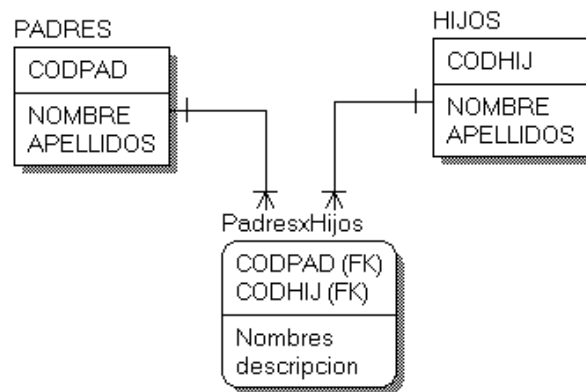 PADRES
CODPAD
NOMBRE
APELLIDOS
HIJOS
CODHIJ
NOMBRE
APELLIDOS
PadresxHijos
CODPAD (FK)
CODHIJ (FK)
Nombres
descripcion